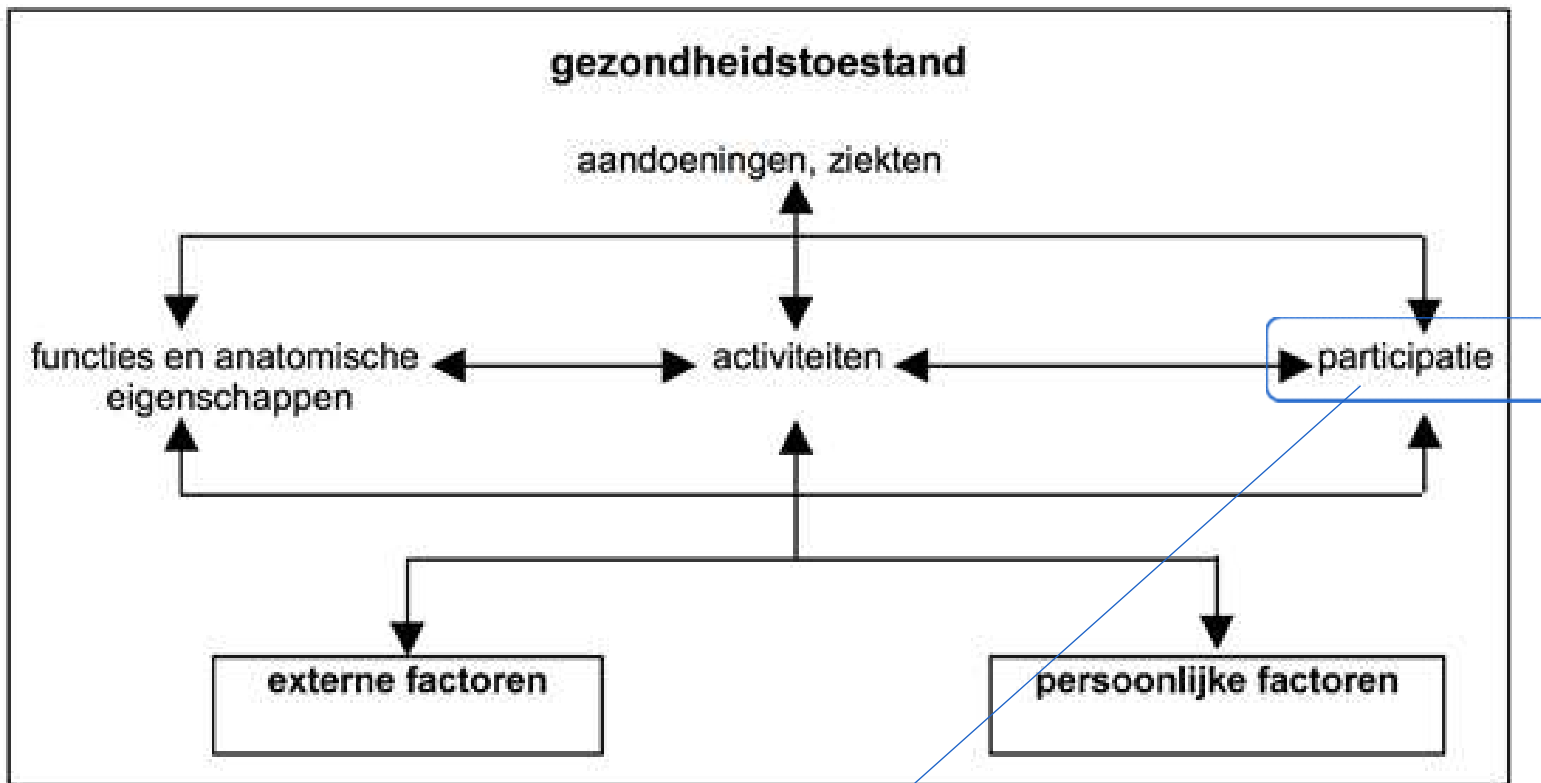 gezondheidstoestand
aandoeningen, ziekten
functies en anatomische
eigenschappen
activiteiten
participatie
externe factoren
persoonlijke factoren